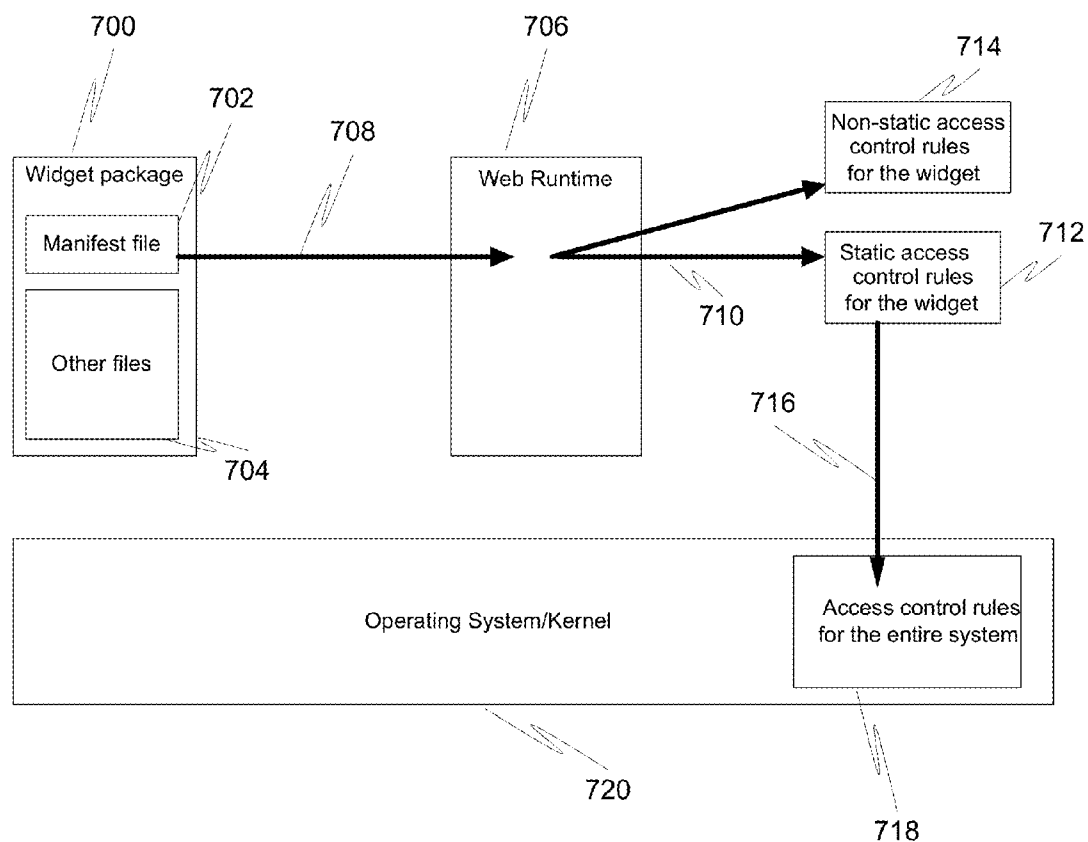 700
706
714
702
708
Non-static access
control rules
for the widget
Widget package
Web Runtime
Manifest file
712
Static access
control rules
for the widget
710
Other files
716
704
Operating System/Kernel
Access control rules
for the entire system
720
718